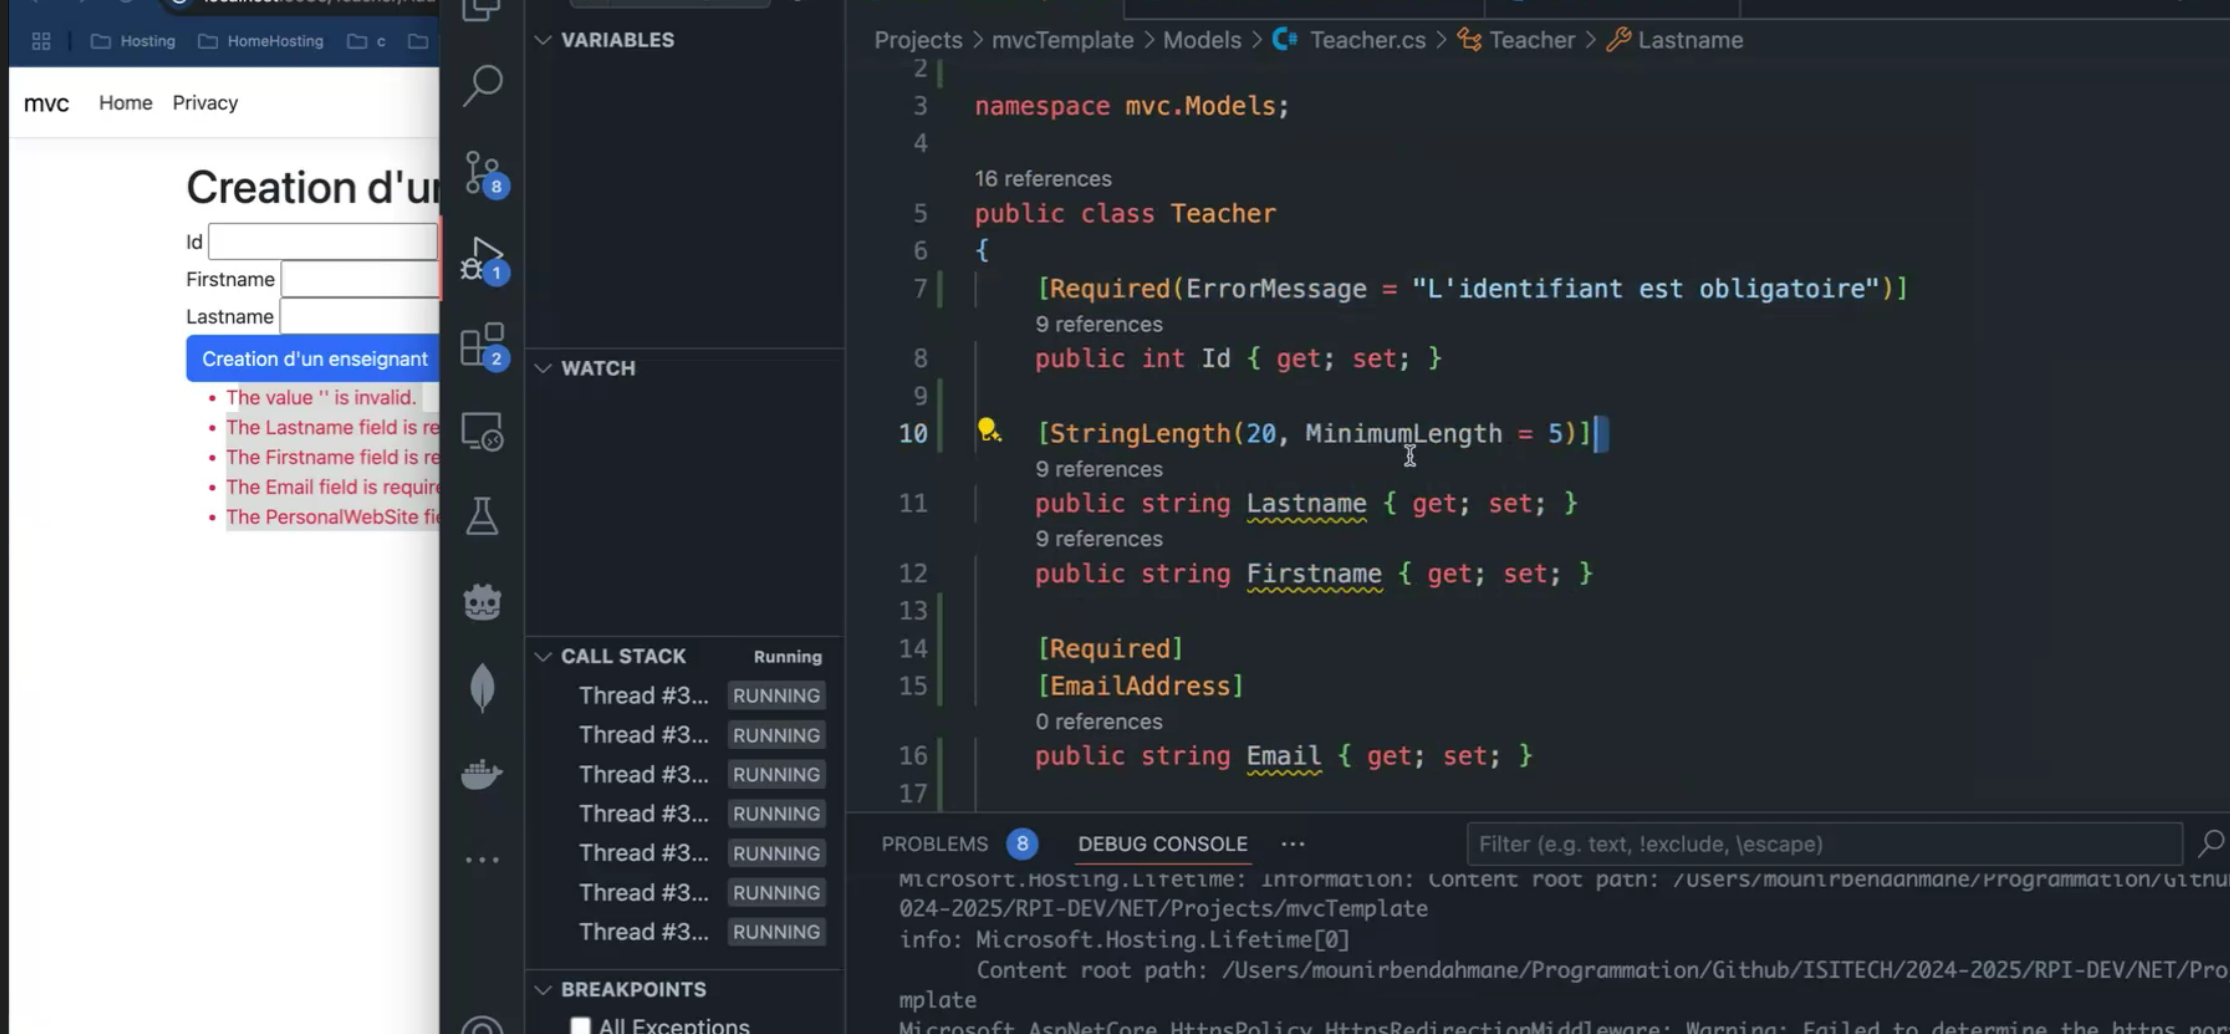 Hosting HomeHosting c
mvc Home Privacy
Creation d'u
Id
Firstname
Lastname
Creation d'un enseignant
The value '' is invalid.
The Lastname field is re
The Firstname field is re
The Email field is require
The PersonalWebSite fie
8
1
2
VARIABLES
WATCH
CALL STACK Running
Thread #3... RUNNING
Thread #3... RUNNING
Thread #3... RUNNING
Thread #3... RUNNING
Thread #3... RUNNING
Thread #3... RUNNING
Thread #3... RUNNING
BREAKPOINTS
All Exceptions
Projects > mvcTemplate > Models > C# Teacher.cs > Teacher > Lastname
2
3 namespace mvc.Models;
4
16 references
5 public class Teacher
6 {
7 [Required(ErrorMessage = "L'identifiant est obligatoire")]
9 references
8 public int Id { get; set; }
9
10 [StringLength(20, MinimumLength = 5)]
9 references
11 public string Lastname { get; set; }
9 references
12 public string Firstname { get; set; }
13
14 [Required]
15 [EmailAddress]
0 references
16 public string Email { get; set; }
17
PROBLEMS 8 DEBUG CONSOLE ... Filter (e.g. text, !exclude, \escape)
Microsoft.Hosting.Lifetime: Information: Content root path: /Users/mounirbendahmane/Programmation/Githu
024-2025/RPI-DEV/NET/Projects/mvcTemplate
info: Microsoft.Hosting.Lifetime[0]
Content root path: /Users/mounirbendahmane/Programmation/Github/ISITECH/2024-2025/RPI-DEV/NET/Pro
mplate
Microsoft.AspNetCore.HttpsPolicy.HttpsRedirectionMiddleware: Warning: Failed to determine the https por